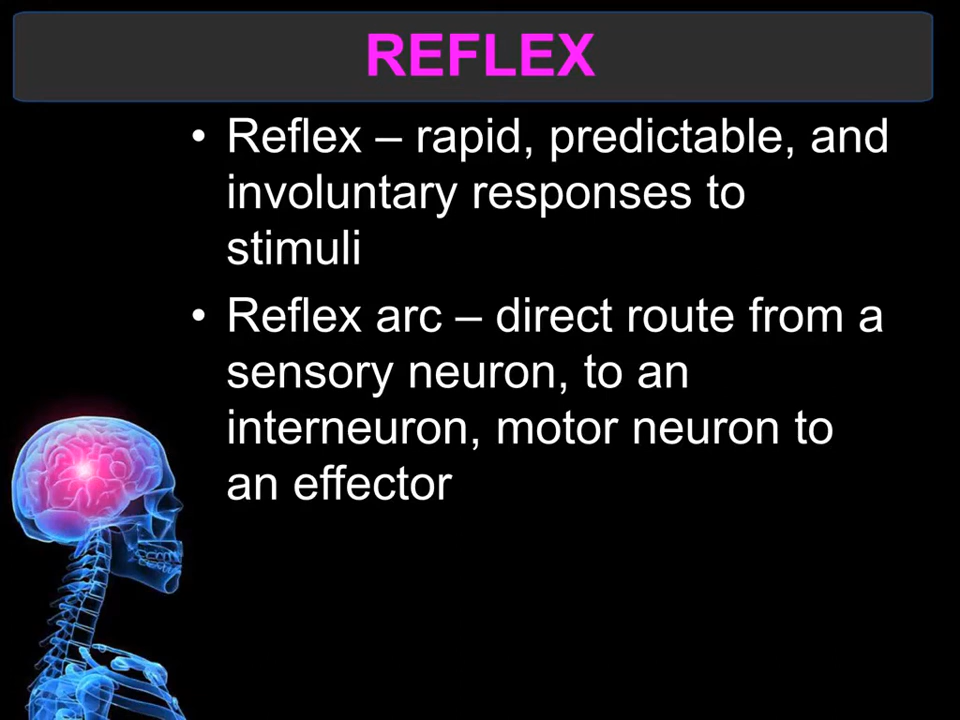 REFLEX
• Reflex – rapid, predictable, and
involuntary responses to
stimuli
• Reflex arc – direct route from a
sensory neuron, to an
interneuron, motor neuron to
an effector